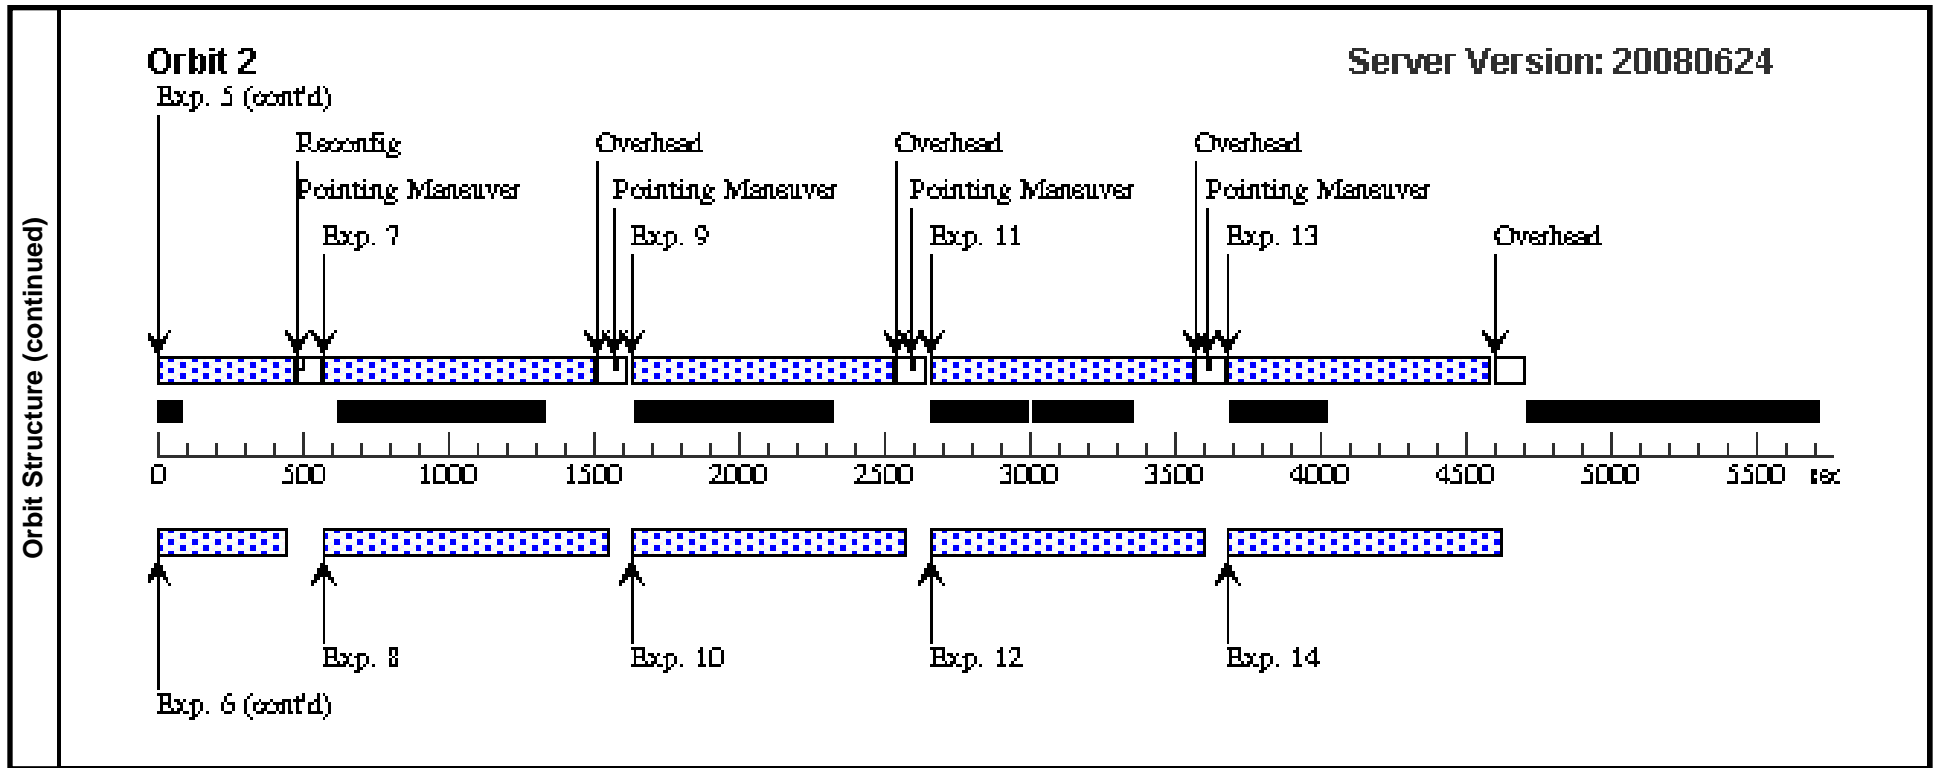 Orbit Structure (continued)
Orbit 2
Server Version: 20080624
Exp. 5 (cont'd)
Reconfig
Overhead
Overhead
Overhead
Pointing Maneuver
Pointing Maneuver
Pointing Maneuver
Pointing Maneuver
Exp. 7
Exp. 9
Exp. 11
Exp. 13
Overhead
0 500 1000 1500 2000 2500 3000 3500 4000 4500 5000 5500 sec
Exp. 8
Exp. 10
Exp. 12
Exp. 14
Exp. 6 (cont'd)